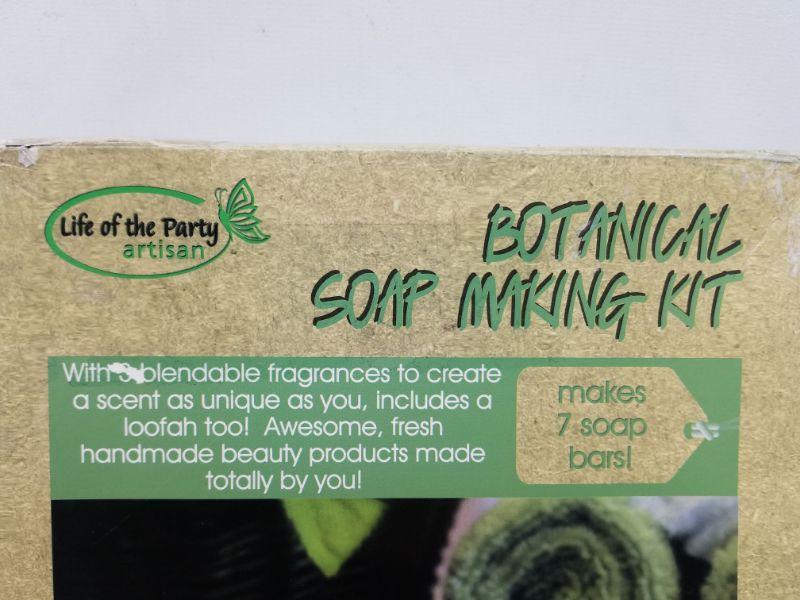 Life of the Party
artisan
BOTANICAL
SOAP MAKING KIT
With 3 blendable fragrances to create
a scent as unique as you, includes a
loofah too! Awesome, fresh
handmade beauty products made
totally by you!
makes
7 soap
bars!